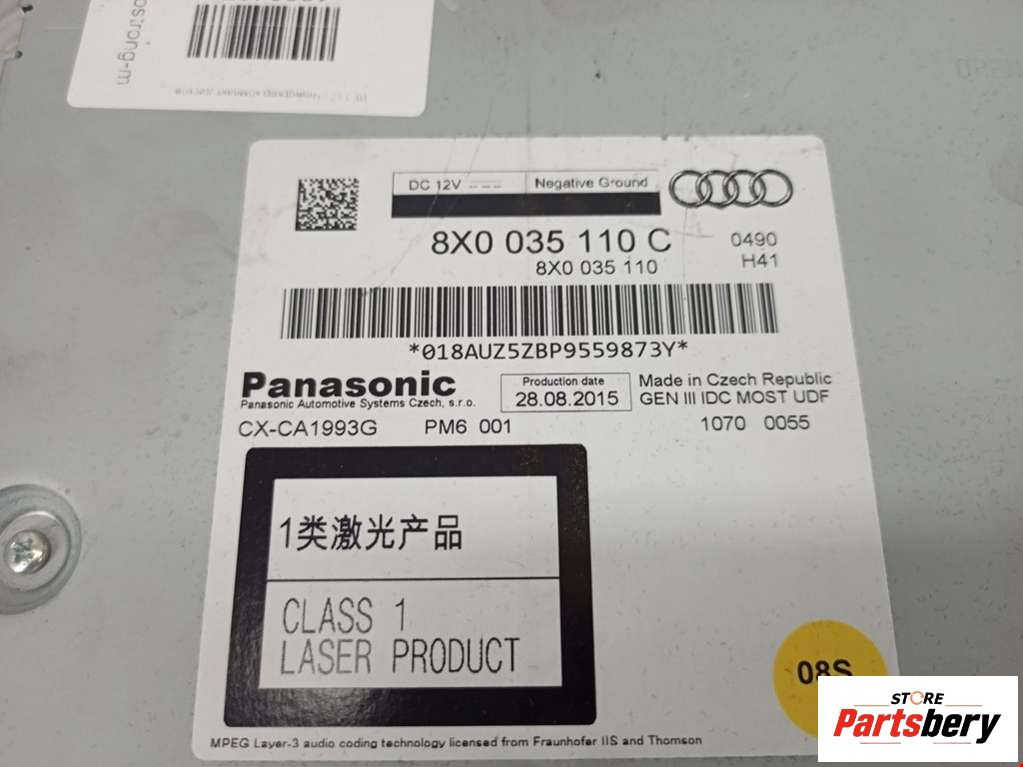 ostrong-m
DC 12V
Negative Ground
8X0 035 110 C
0490
8X0 035 110
H41
*018AUZ5ZBP9559873Y*
Panasonic
Panasonic Automotive Systems Czech, s.r.o.
Production date
28.08.2015
Made in Czech Republic
GEN III IDC MOST UDF
CX-CA1993G PM6 001
1070 0055
1类激光产品
CLASS 1
LASER PRODUCT
08S
MPEG Layer-3 audio coding technology licensed from Fraunhofer IIS and Thomson
STORE
Partsbery